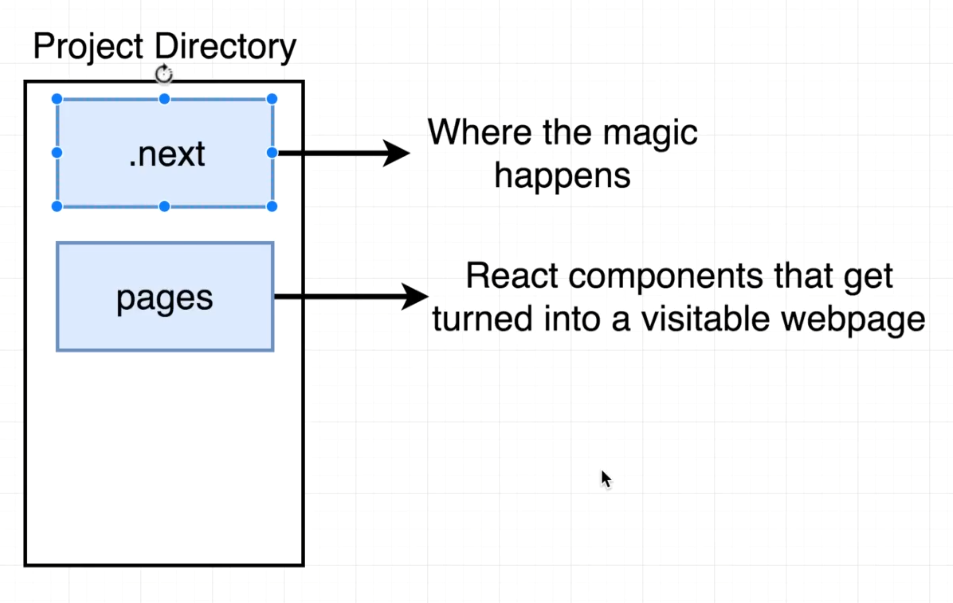 Project Directory
.next
Where the magic
happens
pages
React components that get
turned into a visitable webpage